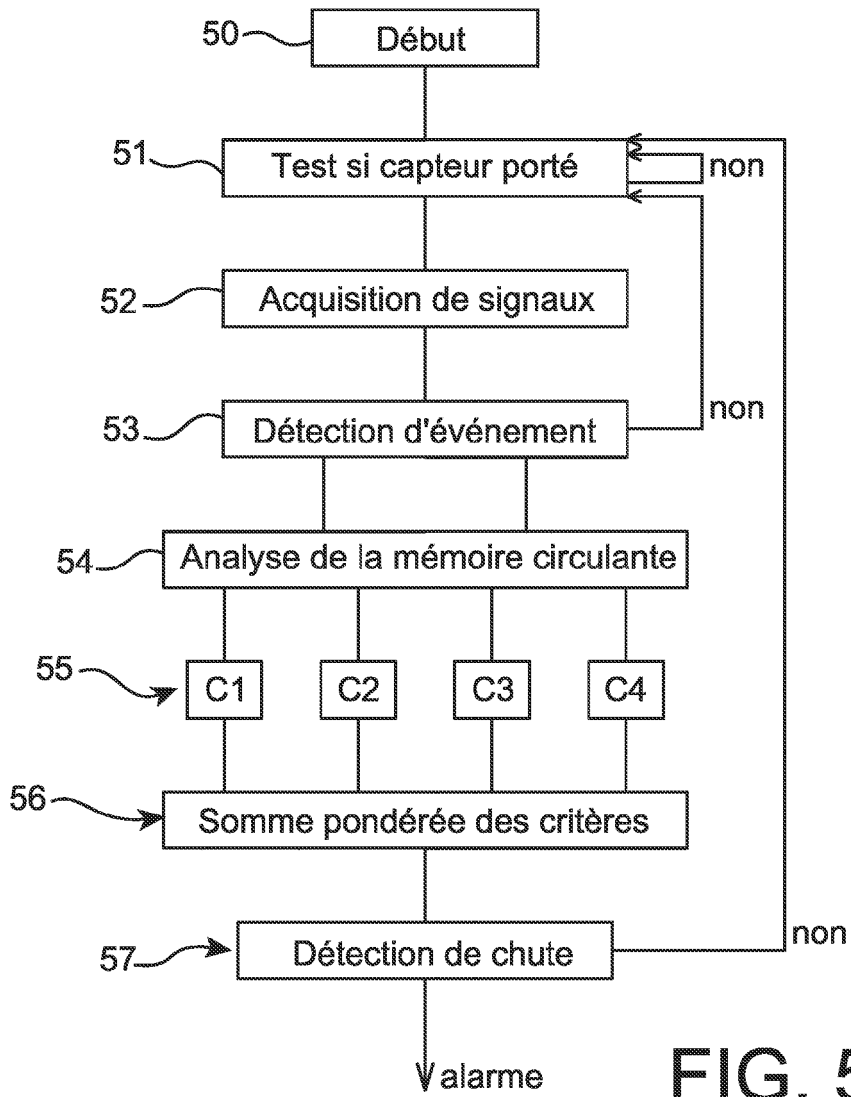 50
Début
51
Test si capteur porté
non
52
Acquisition de signaux
53
Détection d'événement
non
54
Analyse de la mémoire circulante
55
C1 C2 C3 C4
56
Somme pondérée des critères
57
Détection de chute
non
alarme
FIG. 5